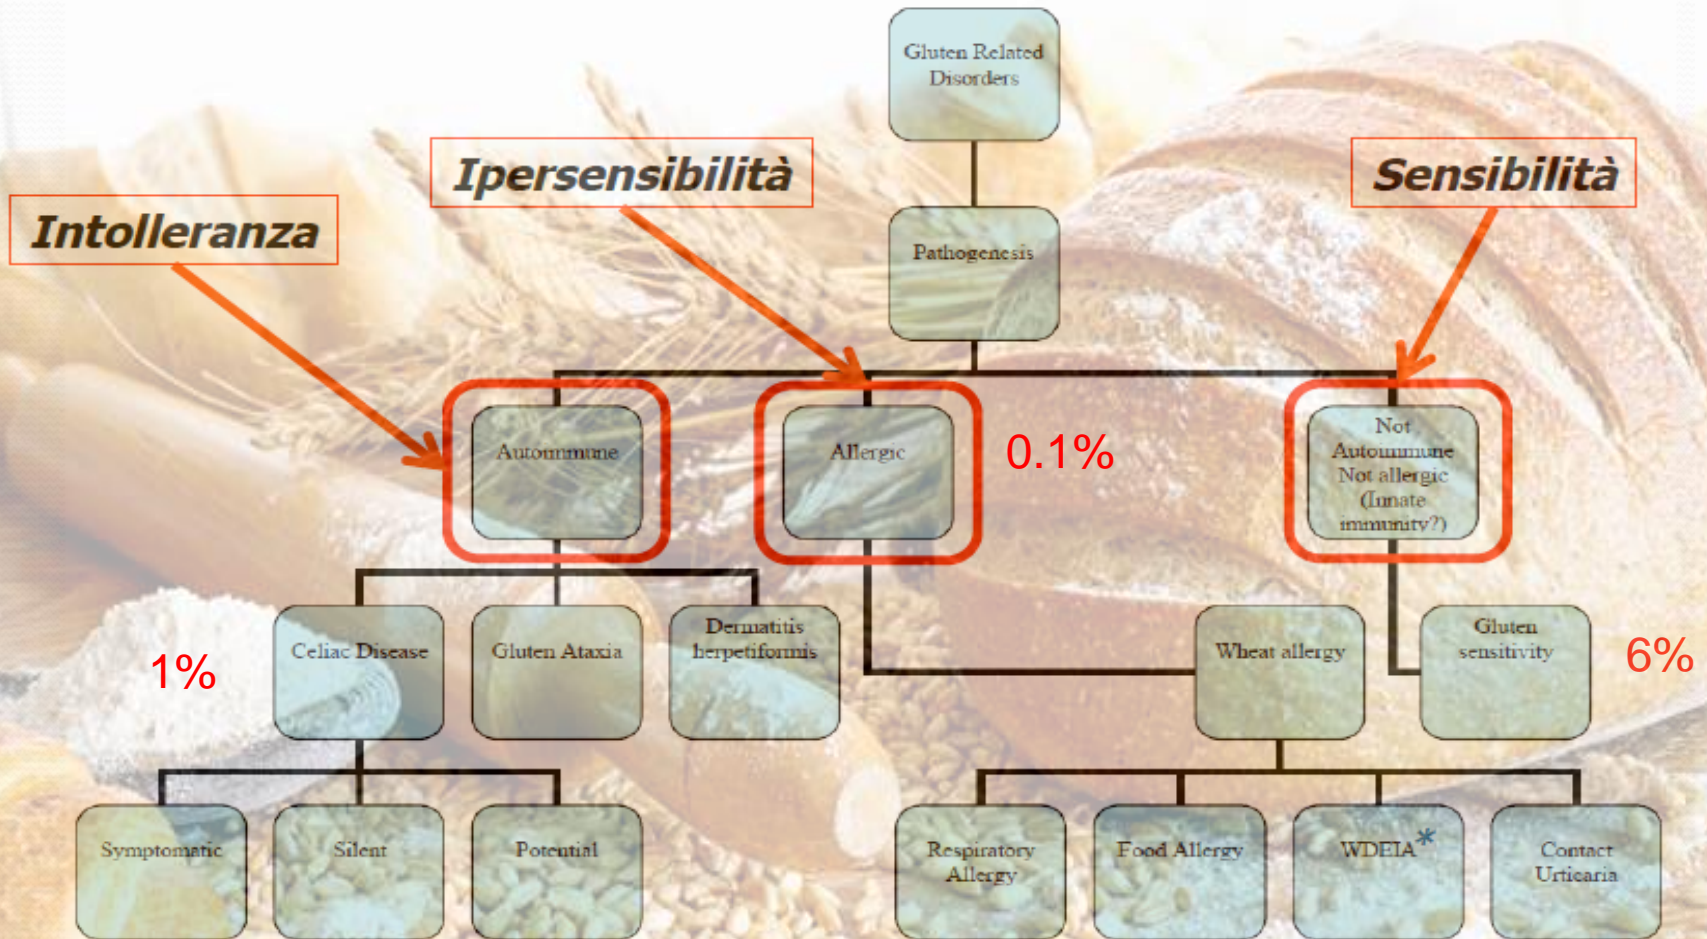 Gluten Related
Disorders
Ipersensibilità
Sensibilità
Intolleranza
Pathogenesis
Autoimmune
Allergic
0.1%
Not
Autoimmune
Not allergic
(Innate
immunity?)
1%
Celiac Disease
Gluten Ataxia
Dermatitis
herpetiformis
Wheat allergy
Gluten
sensitivity
6%
Symptomatic
Silent
Potential
Respiratory
Allergy
Food Allergy
WDEIA*
Contact
Urticaria